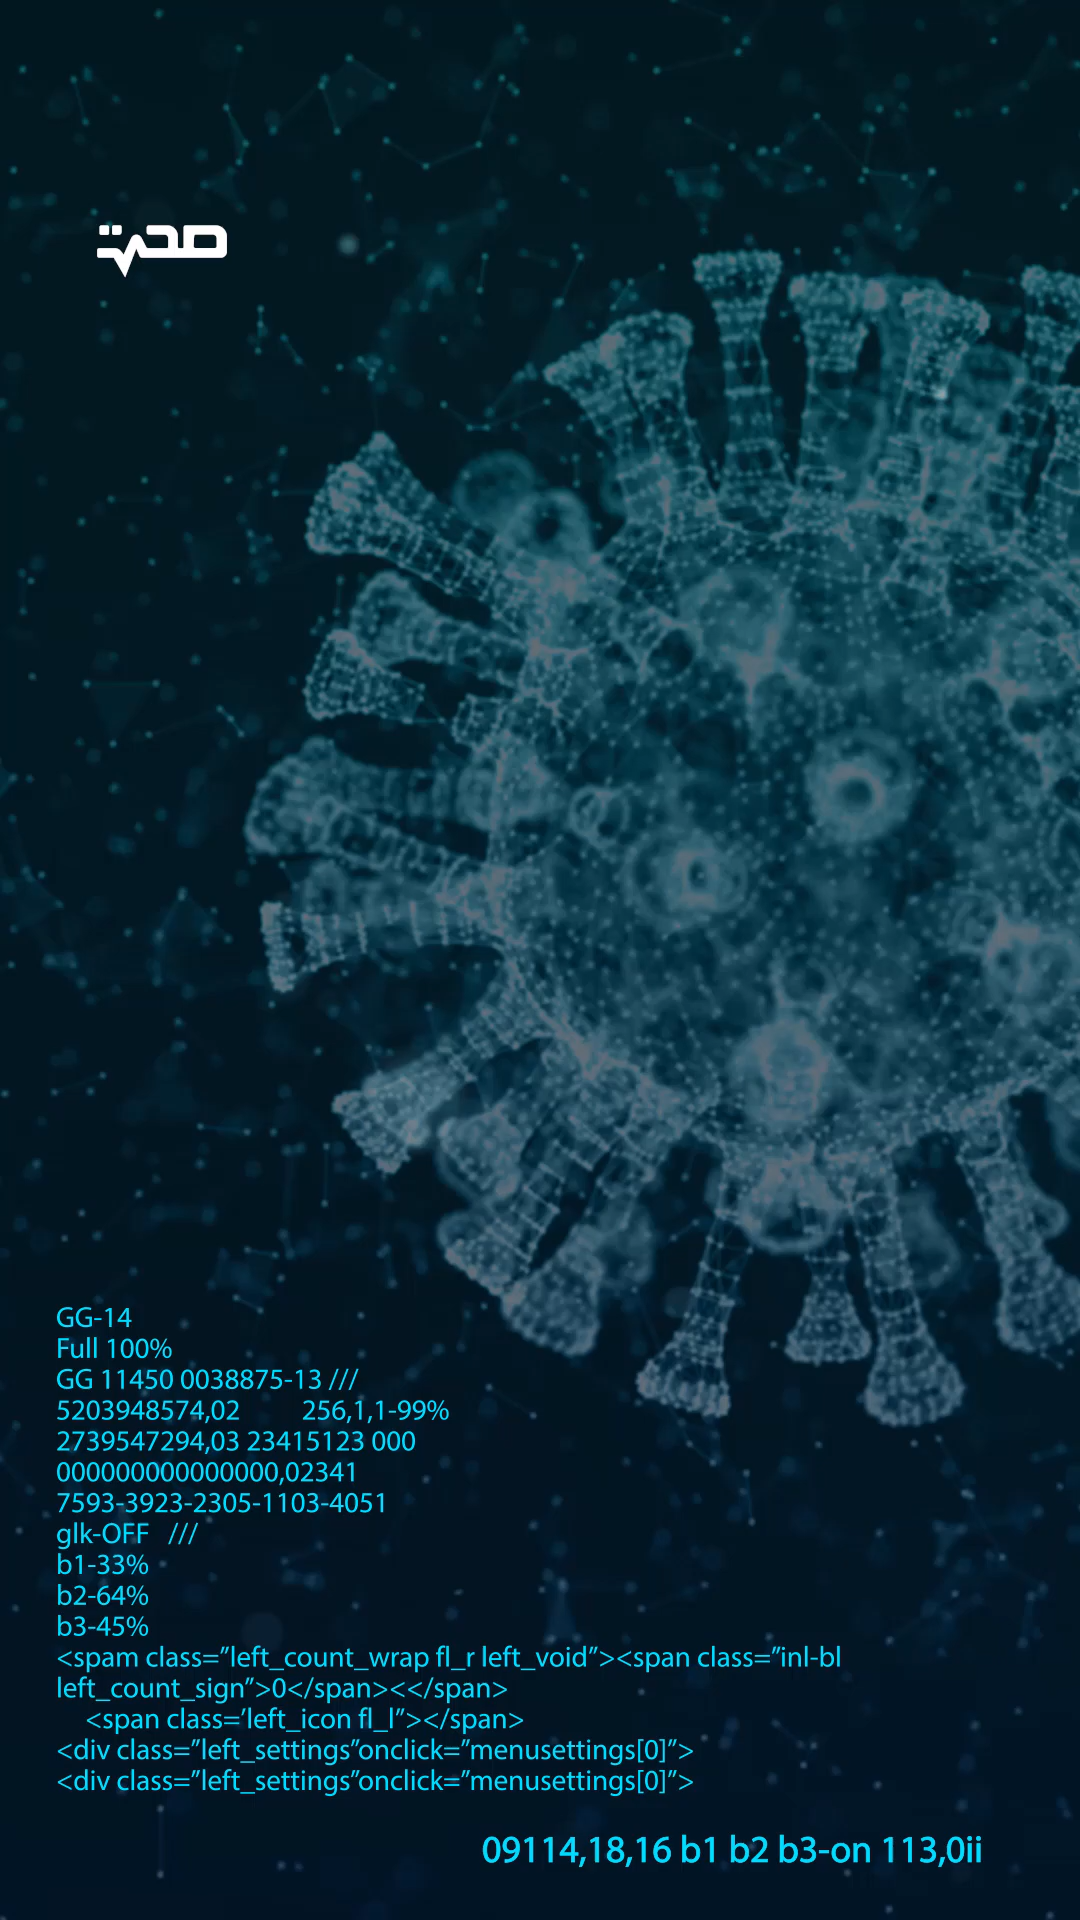 صحت
GG-14
Full 100%
GG 11450 0038875-13 ///
5203948574,02 256,1,1-99%
2739547294,03 23415123 000
000000000000000,02341
7593-3923-2305-1103-4051
glk-OFF ///
b1-33%
b2-64%
b3-45%
<spam class=”left_count_wrap fl_r left_void”><span class=”inl-bl
left_count_sign”>0</span><</span>
<span class=’left_icon fl_l”></span>
<div class=”left_settings”onclick=”menusettings[0]”>
<div class=”left_settings”onclick=”menusettings[0]”>
09114,18,16 b1 b2 b3-on 113,0ii